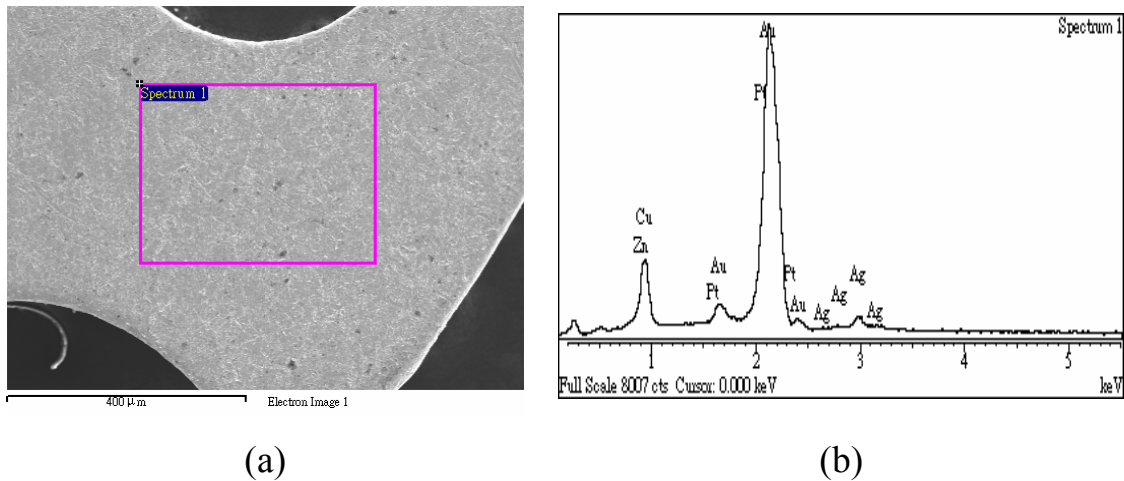 Spectrum 1
400 µm Electron Image 1
Spectrum 1
Au
Pt
Cu
Zn
Au
Pt
Pt
Au
Ag
Ag
Ag
Ag
1 2 3 4 5
Full Scale 8007 cts Cursor: 0.000 keV keV
(a) (b)